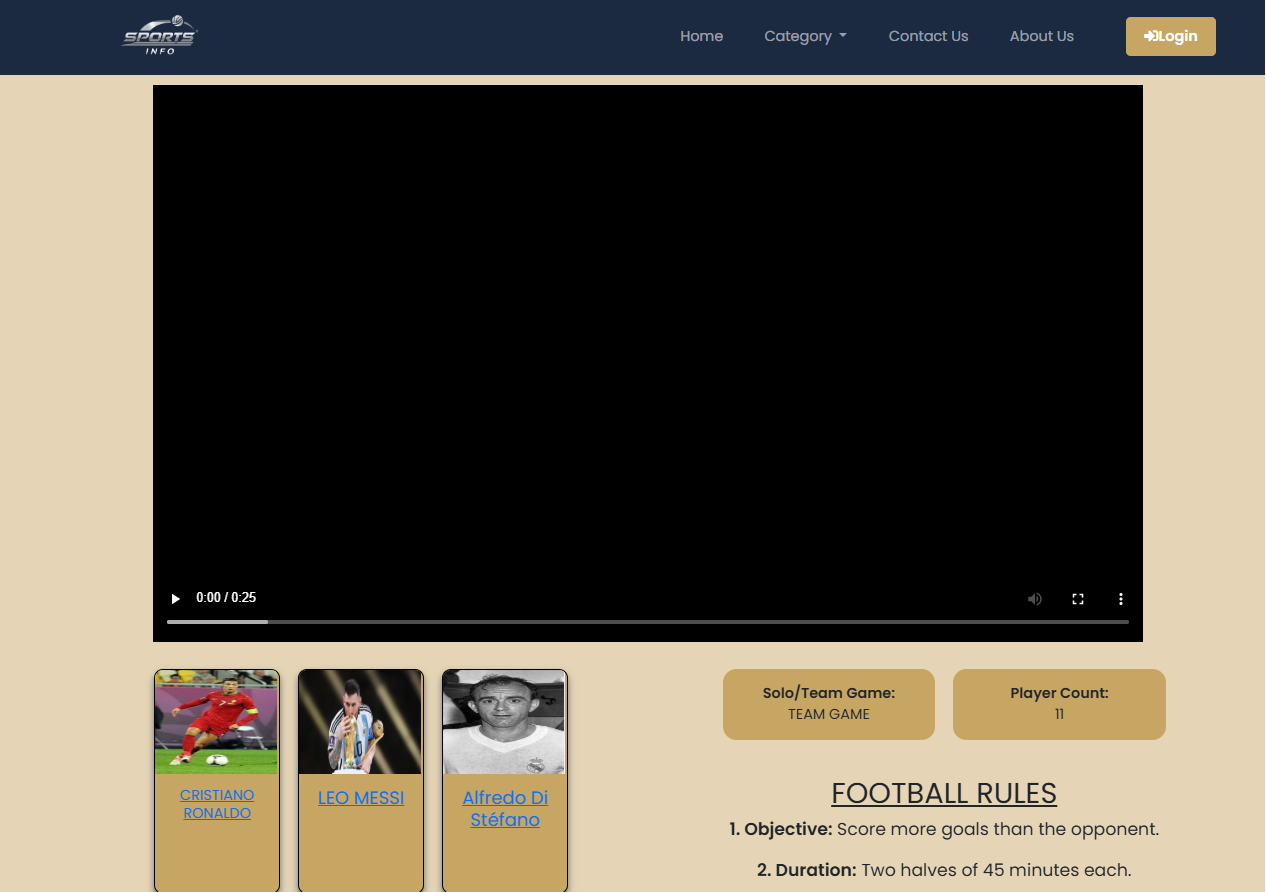 SPORTS
INFO
Home
Category
Contact Us
About Us
Login
0:00 / 0:25
CRISTIANO
RONALDO
LEO MESSI
Alfredo Di
Stéfano
Solo/Team Game:
TEAM GAME
Player Count:
11
FOOTBALL RULES
1. Objective: Score more goals than the opponent.
2. Duration: Two halves of 45 minutes each.